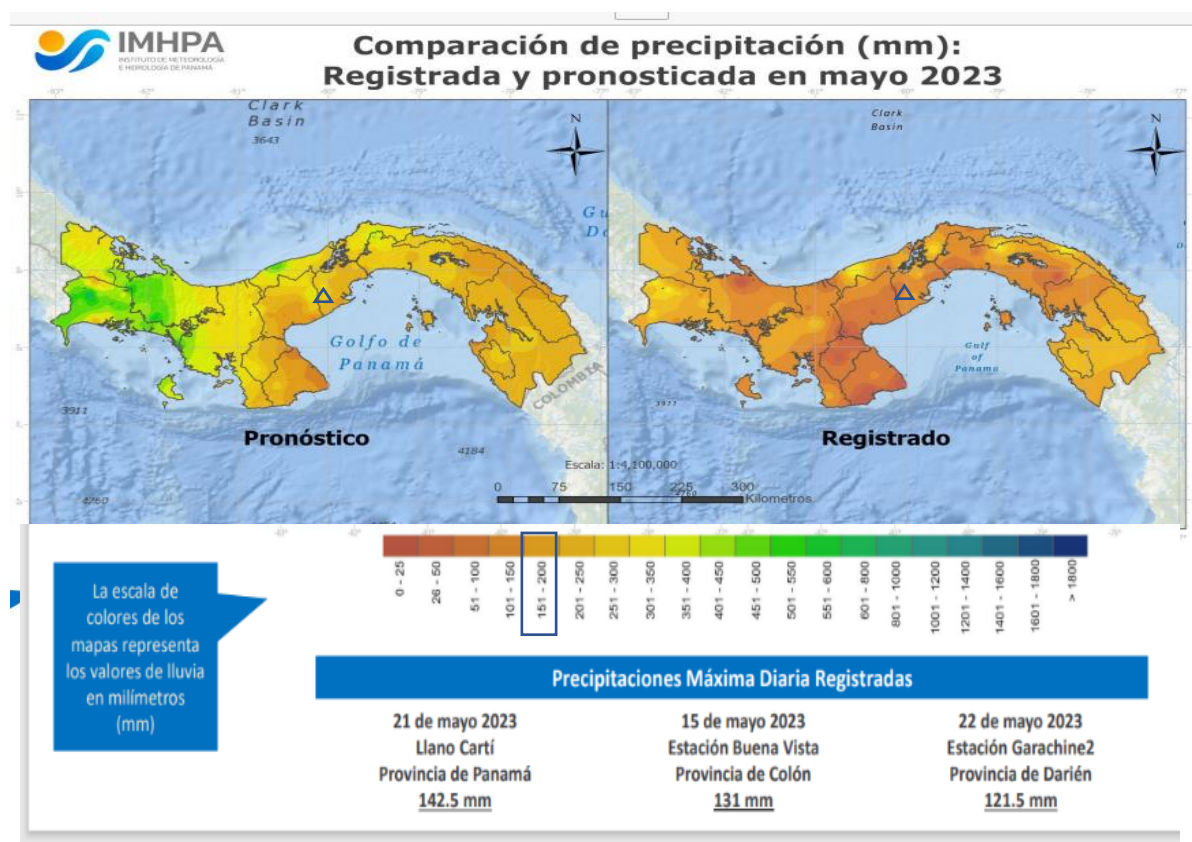 IMHPA
INSTITUTO DE METEOROLOGÍA
E HIDROLOGÍA DE PANAMÁ
Comparación de precipitación (mm):
Registrada y pronosticada en mayo 2023
Clark
Basin
3643
N
Golfo de
Panamá
COLOMBIA
3911
4184
4760
Pronóstico
Clark
Basin
N
Gulf
of
Panama
3911
Registrado
Escala: 1:4,100,000
0 75 150 225 300
Kilometros
0 - 25
26 - 50
51 - 100
101 - 150
151 - 200
201 - 250
251 - 300
301 - 350
351 - 400
401 - 450
451 - 500
501 - 550
551 - 600
601 - 800
801 - 1000
1001 - 1200
1201 - 1400
1401 - 1600
1601 - 1800
> 1800
La escala de
colores de los
mapas representa
los valores de lluvia
en milímetros
(mm)
Precipitaciones Máxima Diaria Registradas
21 de mayo 2023
Llano Cartí
Provincia de Panamá
142.5 mm
15 de mayo 2023
Estación Buena Vista
Provincia de Colón
131 mm
22 de mayo 2023
Estación Garachine2
Provincia de Darién
121.5 mm